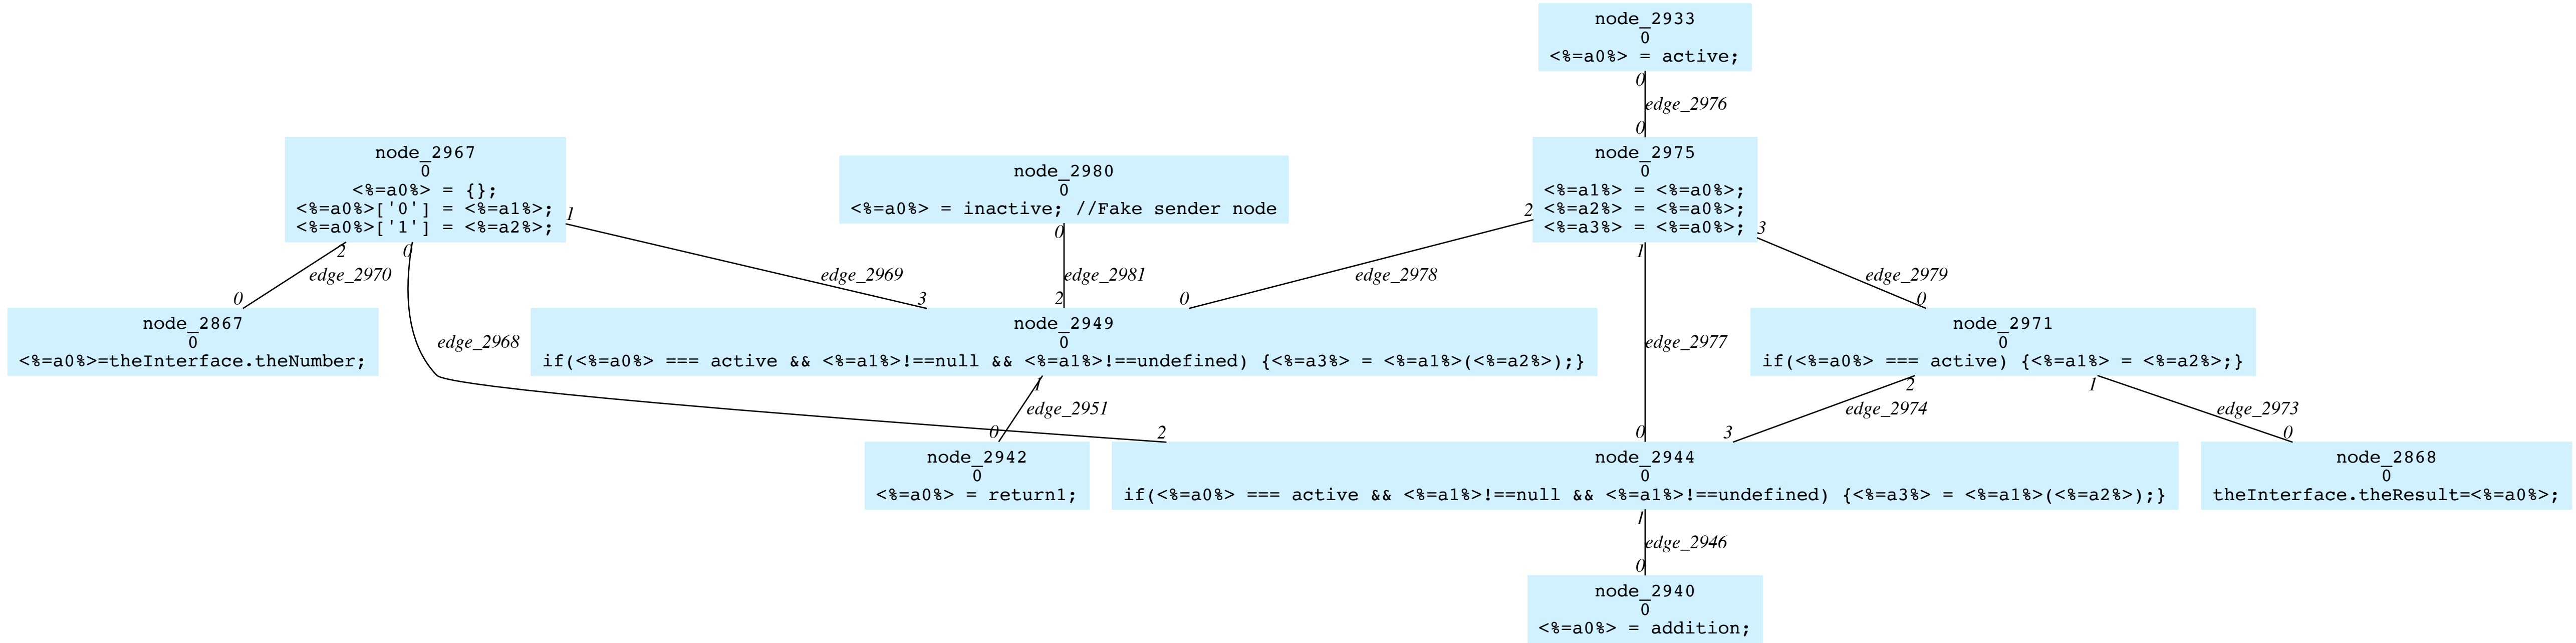 node_2933
0
<%=a0%> = active;
0
edge_2976
0
node_2967
0
<%=a0%> = {};
<%=a0%>['0'] = <%=a1%>;
<%=a0%>['1'] = <%=a2%>;
node_2980
0
<%=a0%> = inactive; //Fake sender node
node_2975
0
<%=a1%> = <%=a0%>;
<%=a2%> = <%=a0%>;
<%=a3%> = <%=a0%>;
1
2
3
2
0
0
1
edge_2970
edge_2969
edge_2981
edge_2978
edge_2979
0
3
2
0
0
node_2867
0
<%=a0%>=theInterface.theNumber;
edge_2968
node_2949
0
if(<%=a0%> === active && <%=a1%>!==null && <%=a1%>!==undefined) {<%=a3%> = <%=a1%>(<%=a2%>);}
edge_2977
node_2971
0
if(<%=a0%> === active) {<%=a1%> = <%=a2%>;}
1
2
1
edge_2951
edge_2974
edge_2973
0
2
0
3
0
node_2942
0
<%=a0%> = return1;
node_2944
0
if(<%=a0%> === active && <%=a1%>!==null && <%=a1%>!==undefined) {<%=a3%> = <%=a1%>(<%=a2%>);}
node_2868
0
theInterface.theResult=<%=a0%>;
1
edge_2946
0
node_2940
0
<%=a0%> = addition;